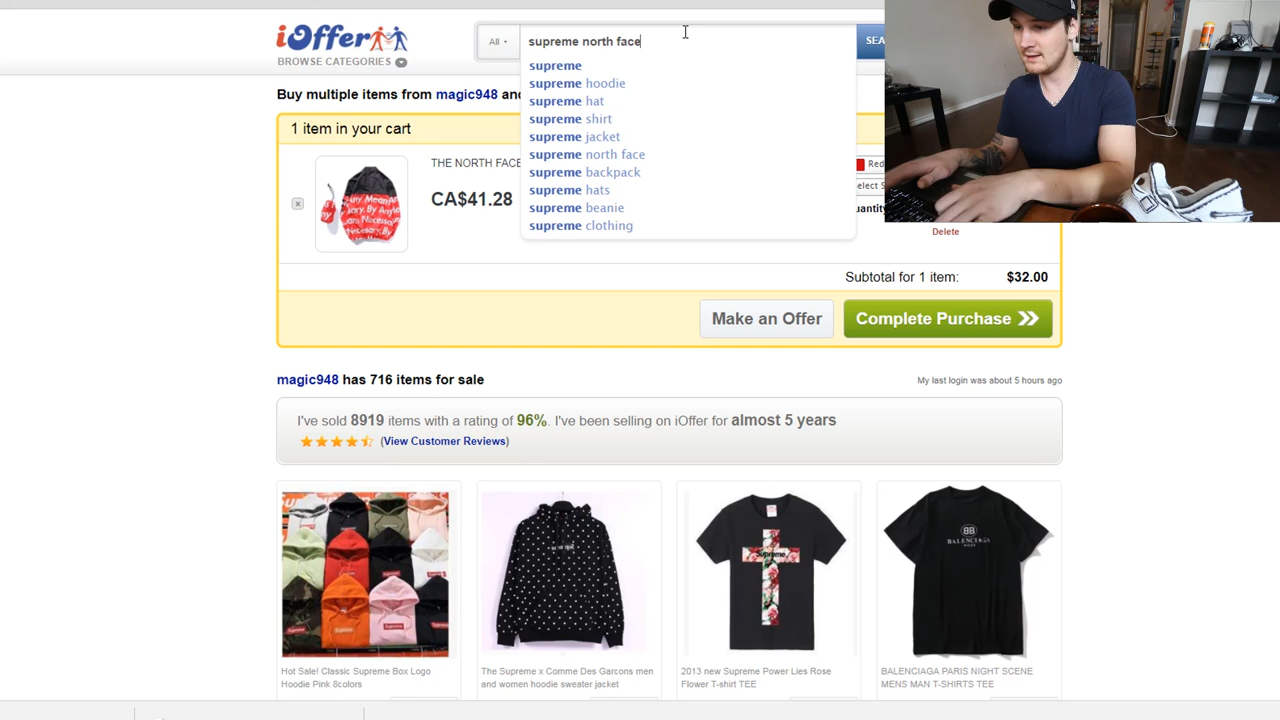 iOffer
BROWSE CATEGORIES
All
supreme north face
SEA
supreme
supreme hoodie
supreme hat
supreme shirt
supreme jacket
supreme north face
supreme backpack
supreme hats
supreme beanie
supreme clothing
Buy multiple items from magic948 and
1 item in your cart
THE NORTH FACE
CA$41.28
Red
elect S
uantity
Delete
Subtotal for 1 item: $32.00
Make an Offer
Complete Purchase
magic948 has 716 items for sale
My last login was about 5 hours ago
I've sold 8919 items with a rating of 96%. I've been selling on iOffer for almost 5 years
(View Customer Reviews)
Supreme
BB
BALENCIAGA
Hot Sale! Classic Supreme Box Logo
Hoodie Pink 8colors
The Supreme x Comme Des Garcons men
and women hoodie sweater jacket
2013 new Supreme Power Lies Rose
Flower T-shirt TEE
BALENCIAGA PARIS NIGHT SCENE
MENS MAN T-SHIRTS TEE